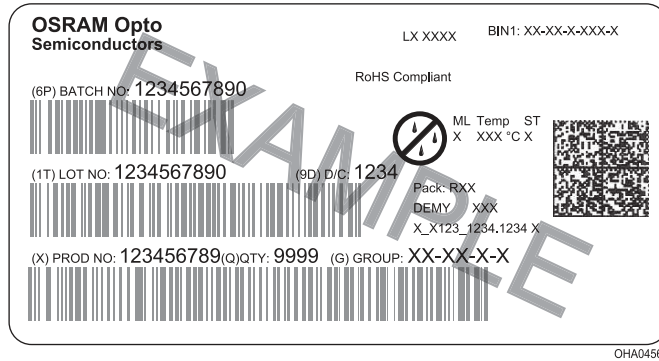 OSRAM Opto
Semiconductors
LX XXXX
BIN1: XX-XX-X-XXX-X
RoHS Compliant
(6P) BATCH NO: 1234567890
ML Temp ST
X XXX °C X
(1T) LOT NO: 1234567890 (9D) D/C: 1234
Pack: RXX
DEMY XXX
X_X123_1234.1234 X
(X) PROD NO: 123456789(Q)QTY: 9999 (G) GROUP: XX-XX-X-X
EXAMPLE